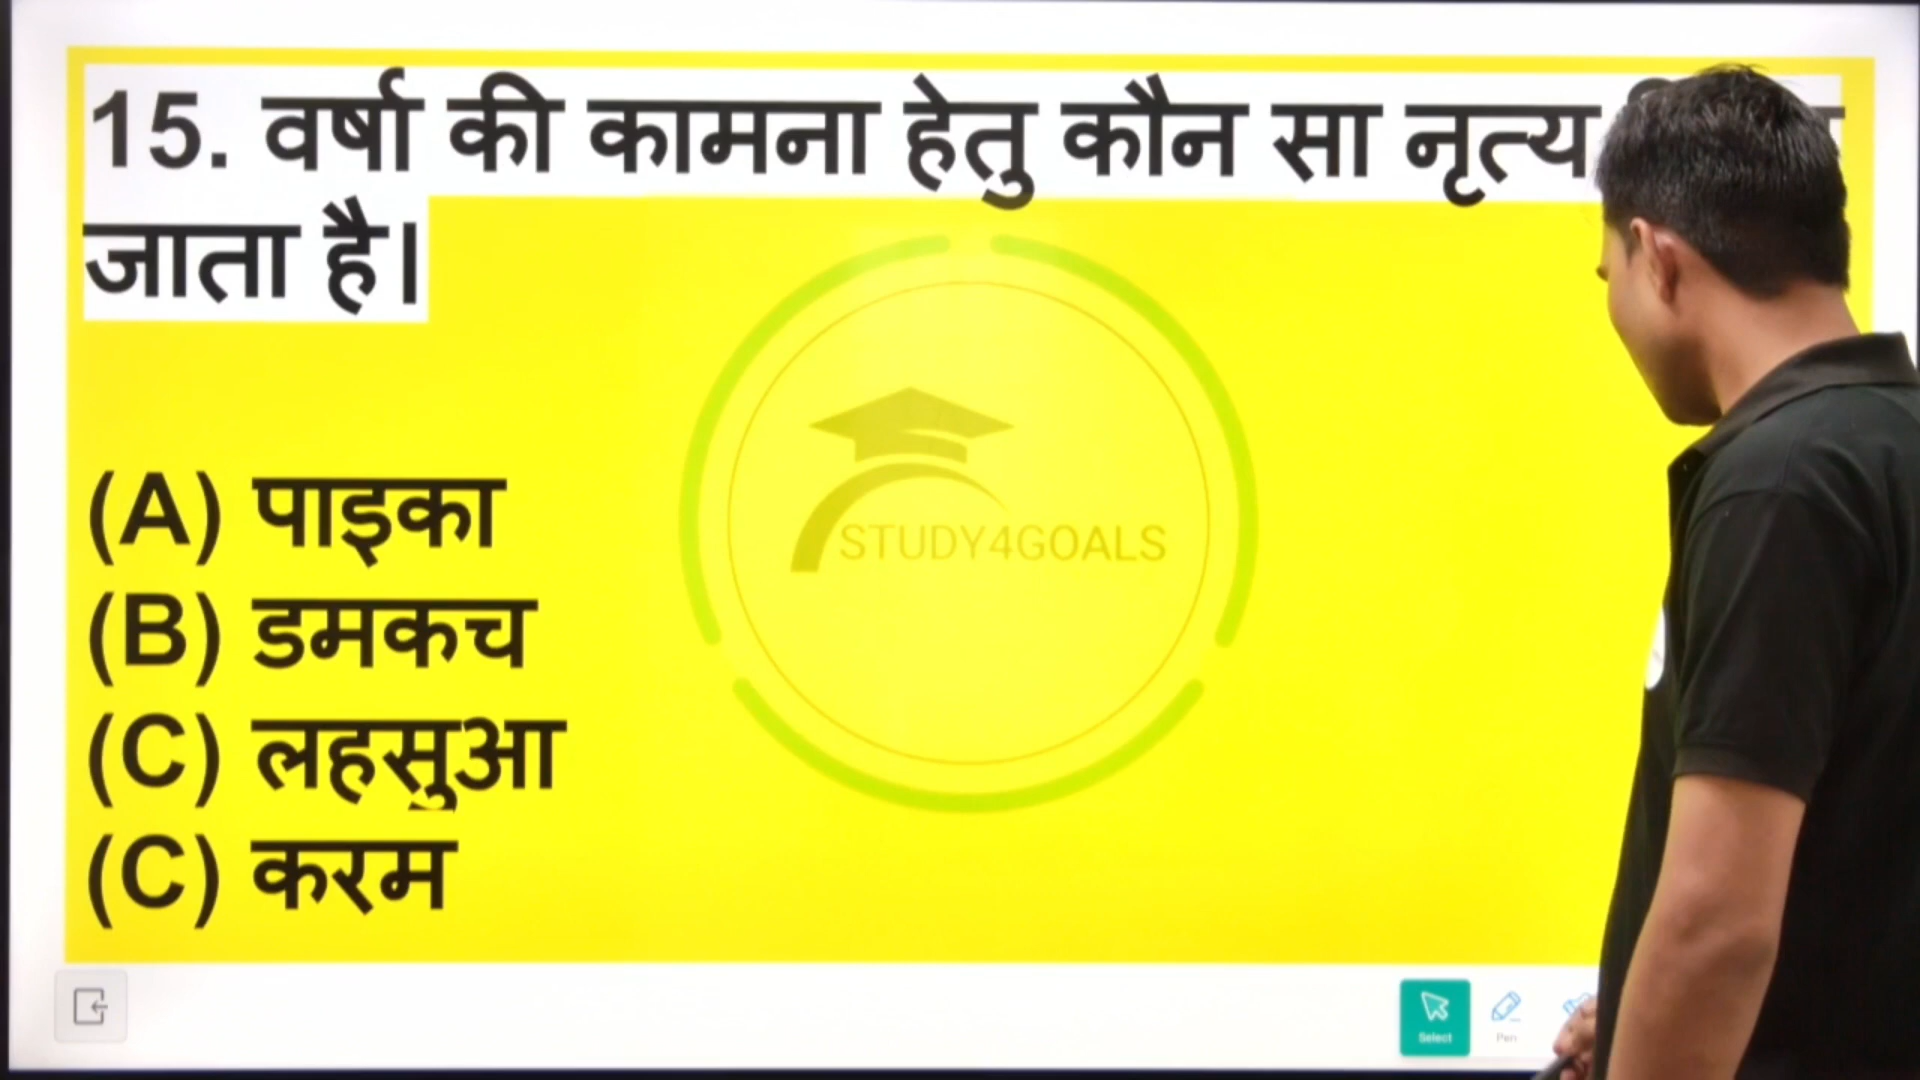 15. वर्षा की कामना हेतु कौन सा नृत्य
जाता है।
(A) पाइका
(B) डमकच
(C) लहसुआ
(C) करम
STUDY4GOALS
Select
Pen